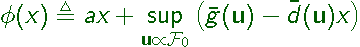 ϕ(x) ≜ ax + sup_{𝐮∝ℱ₀} (ḡ(𝐮) − d̄(𝐮)x)